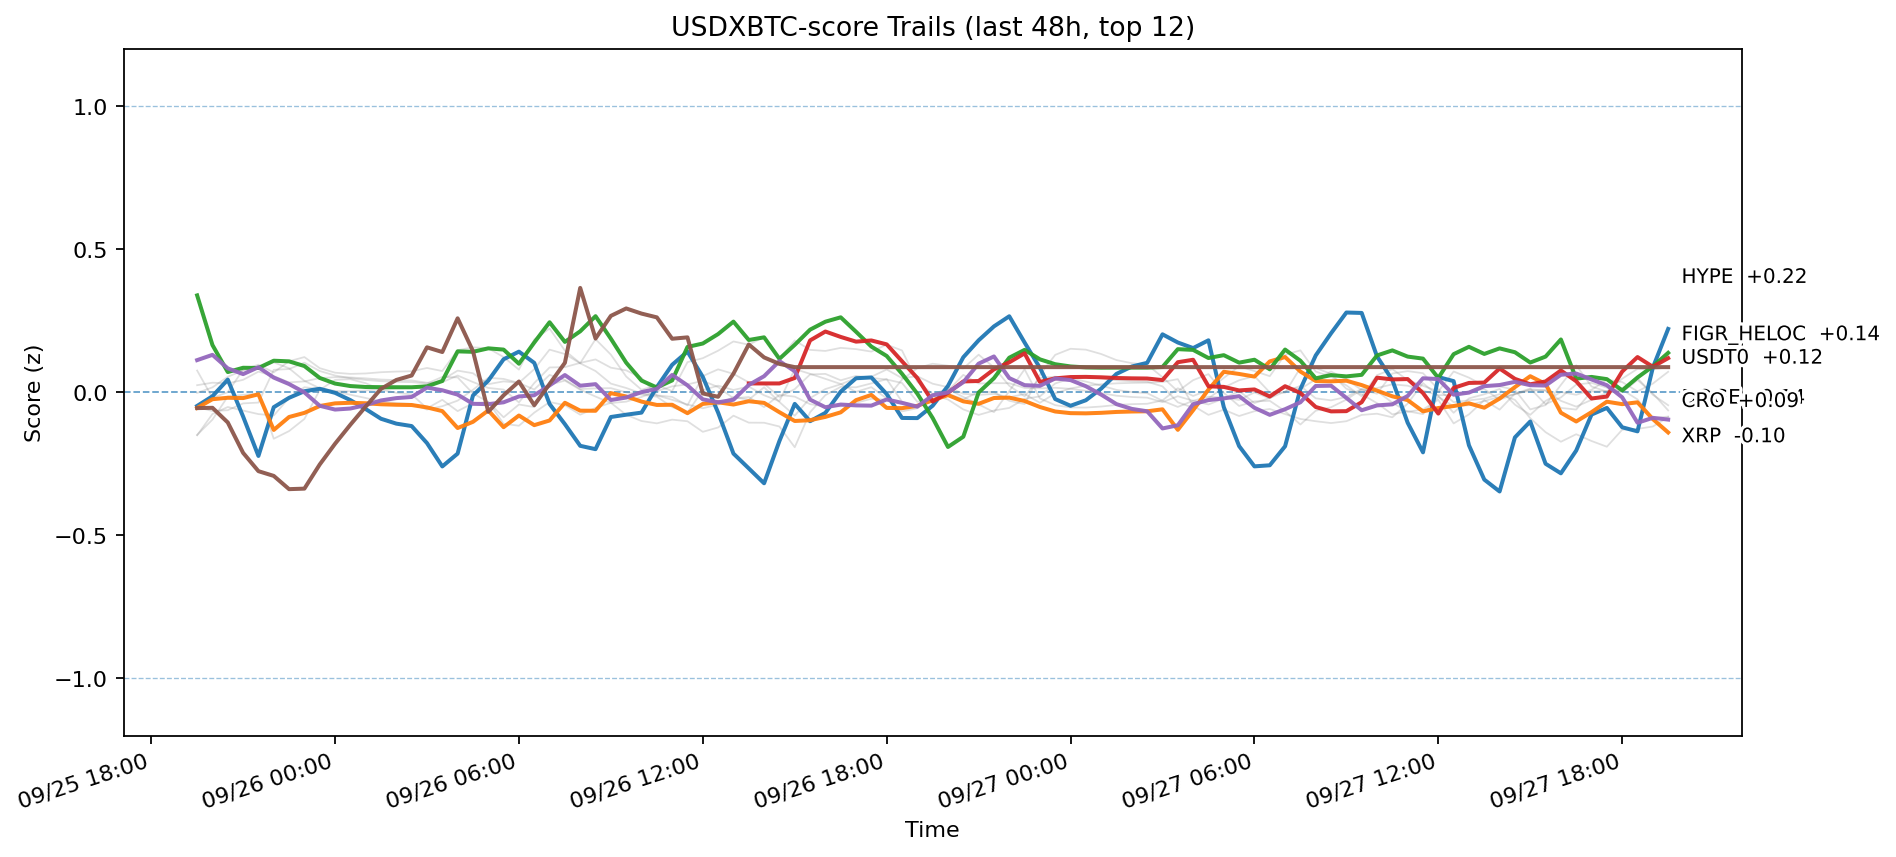 USDXBTC-score Trails (last 48h, top 12)
Score (z)
1.0
0.5
0.0
−0.5
−1.0
HYPE +0.22
FIGR_HELOC +0.14
USDT0 +0.12
CRO +0.09
XRP -0.10
09/25 18:00
09/26 00:00
09/26 06:00
09/26 12:00
09/26 18:00
09/27 00:00
09/27 06:00
09/27 12:00
09/27 18:00
Time